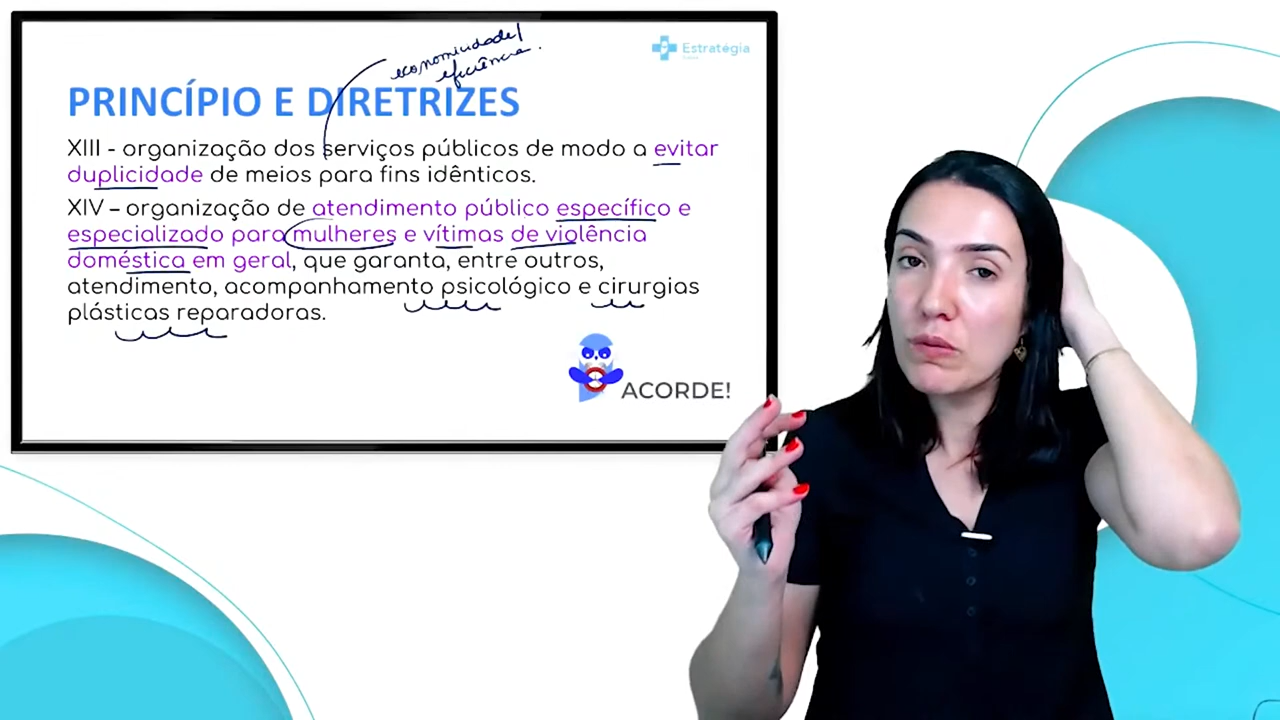 economicidade/
eficiência.
Estratégia
PRINCÍPIO E DIRETRIZES
XIII - organização dos serviços públicos de modo a evitar
duplicidade de meios para fins idênticos.
XIV – organização de atendimento público específico e
especializado para mulheres e vítimas de violência
doméstica em geral, que garanta, entre outros,
atendimento, acompanhamento psicológico e cirurgias
plásticas reparadoras.
ACORDE!